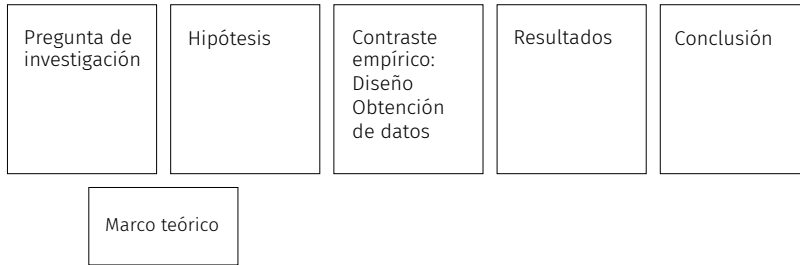 Pregunta de
investigación
Hipótesis
Contraste
empírico:
Diseño
Obtención
de datos
Resultados
Conclusión
Marco teórico